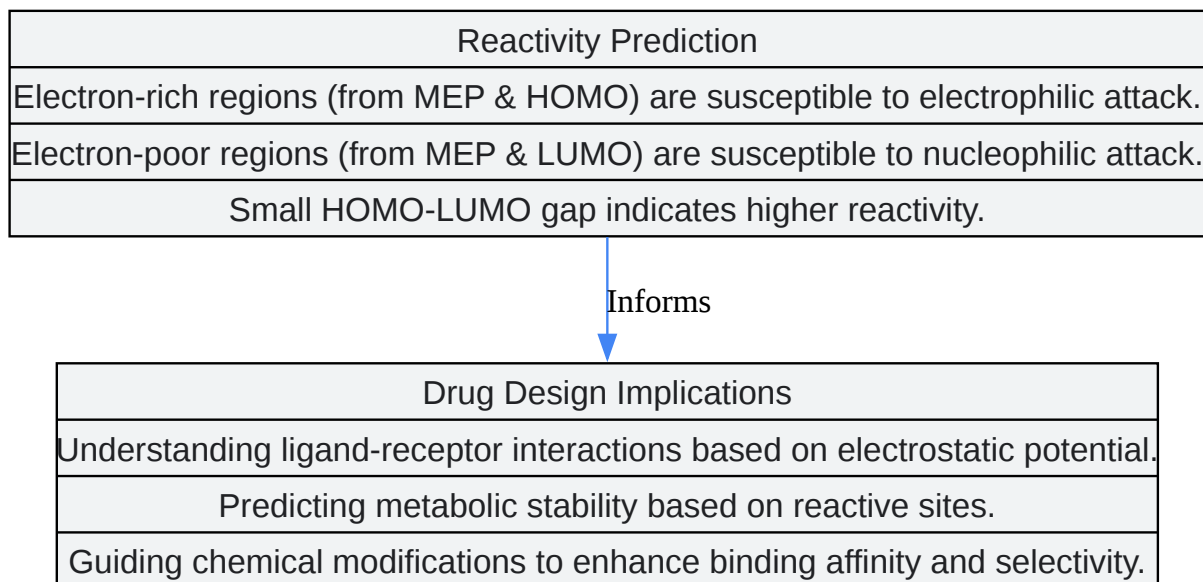 Reactivity Prediction
Electron-rich regions (from MEP & HOMO) are susceptible to electrophilic attack.
Electron-poor regions (from MEP & LUMO) are susceptible to nucleophilic attack.
Small HOMO-LUMO gap indicates higher reactivity.
Informs
Drug Design Implications
Understanding ligand-receptor interactions based on electrostatic potential.
Predicting metabolic stability based on reactive sites.
Guiding chemical modifications to enhance binding affinity and selectivity.